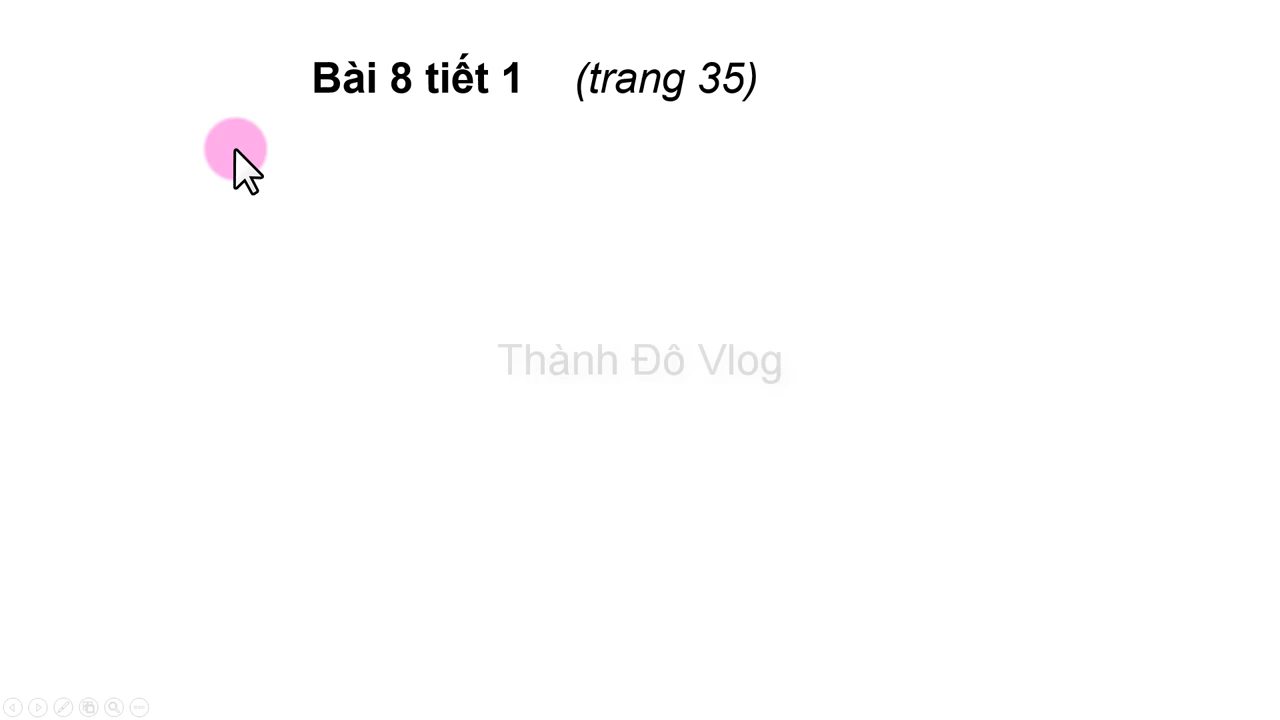 Bài 8 tiết 1 (trang 35)
Thành Đô Vlog